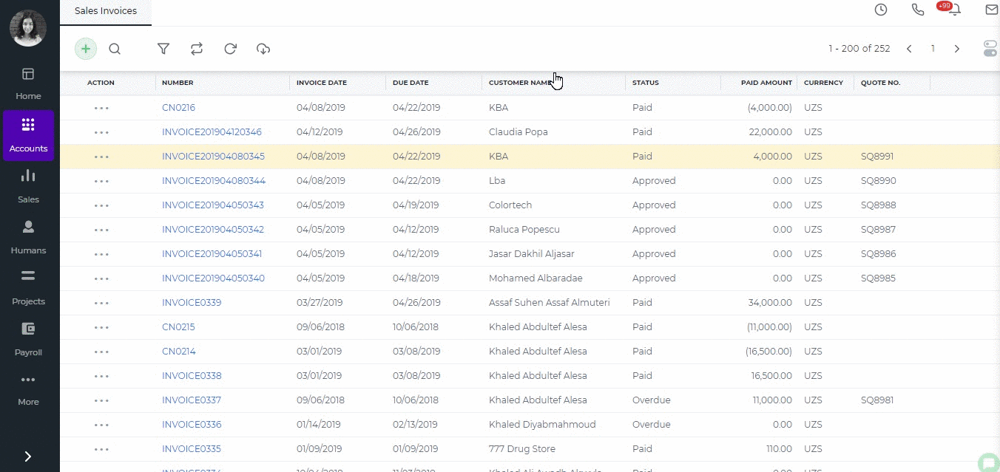 Sales Invoices
+99
1 - 200 of 252 1
Home
Accounts
Sales
Humans
Projects
Payroll
More
ACTION NUMBER INVOICE DATE DUE DATE CUSTOMER NAME STATUS PAID AMOUNT CURRENCY QUOTE NO.
CN0216 04/08/2019 04/22/2019 KBA Paid (4,000.00) UZS
INVOICE201904120346 04/12/2019 04/26/2019 Claudia Popa Paid 22,000.00 UZS
INVOICE201904080345 04/08/2019 04/22/2019 KBA Paid 4,000.00 UZS SQ8991
INVOICE201904080344 04/08/2019 04/22/2019 Lba Approved 0.00 UZS SQ8990
INVOICE201904050343 04/05/2019 04/19/2019 Colortech Approved 0.00 UZS SQ8988
INVOICE201904050342 04/05/2019 04/12/2019 Raluca Popescu Approved 0.00 UZS SQ8987
INVOICE201904050341 04/05/2019 04/12/2019 Jasar Dakhil Aljasar Approved 0.00 UZS SQ8986
INVOICE201904050340 04/05/2019 04/18/2019 Mohamed Albaradae Approved 0.00 UZS SQ8985
INVOICE0339 03/27/2019 04/26/2019 Assaf Suhen Assaf Almuteri Paid 34,000.00 UZS
CN0215 09/06/2018 10/06/2018 Khaled Abdultef Alesa Paid (11,000.00) UZS
CN0214 03/01/2019 03/08/2019 Khaled Abdultef Alesa Paid (16,500.00) UZS
INVOICE0338 03/01/2019 03/08/2019 Khaled Abdultef Alesa Paid 16,500.00 UZS
INVOICE0337 09/06/2018 10/06/2018 Khaled Abdultef Alesa Overdue 11,000.00 UZS SQ8981
INVOICE0336 01/14/2019 02/13/2019 Khaled Diyabmahmoud Overdue 0.00 UZS
INVOICE0335 01/09/2019 01/09/2019 777 Drug Store Paid 110.00 UZS